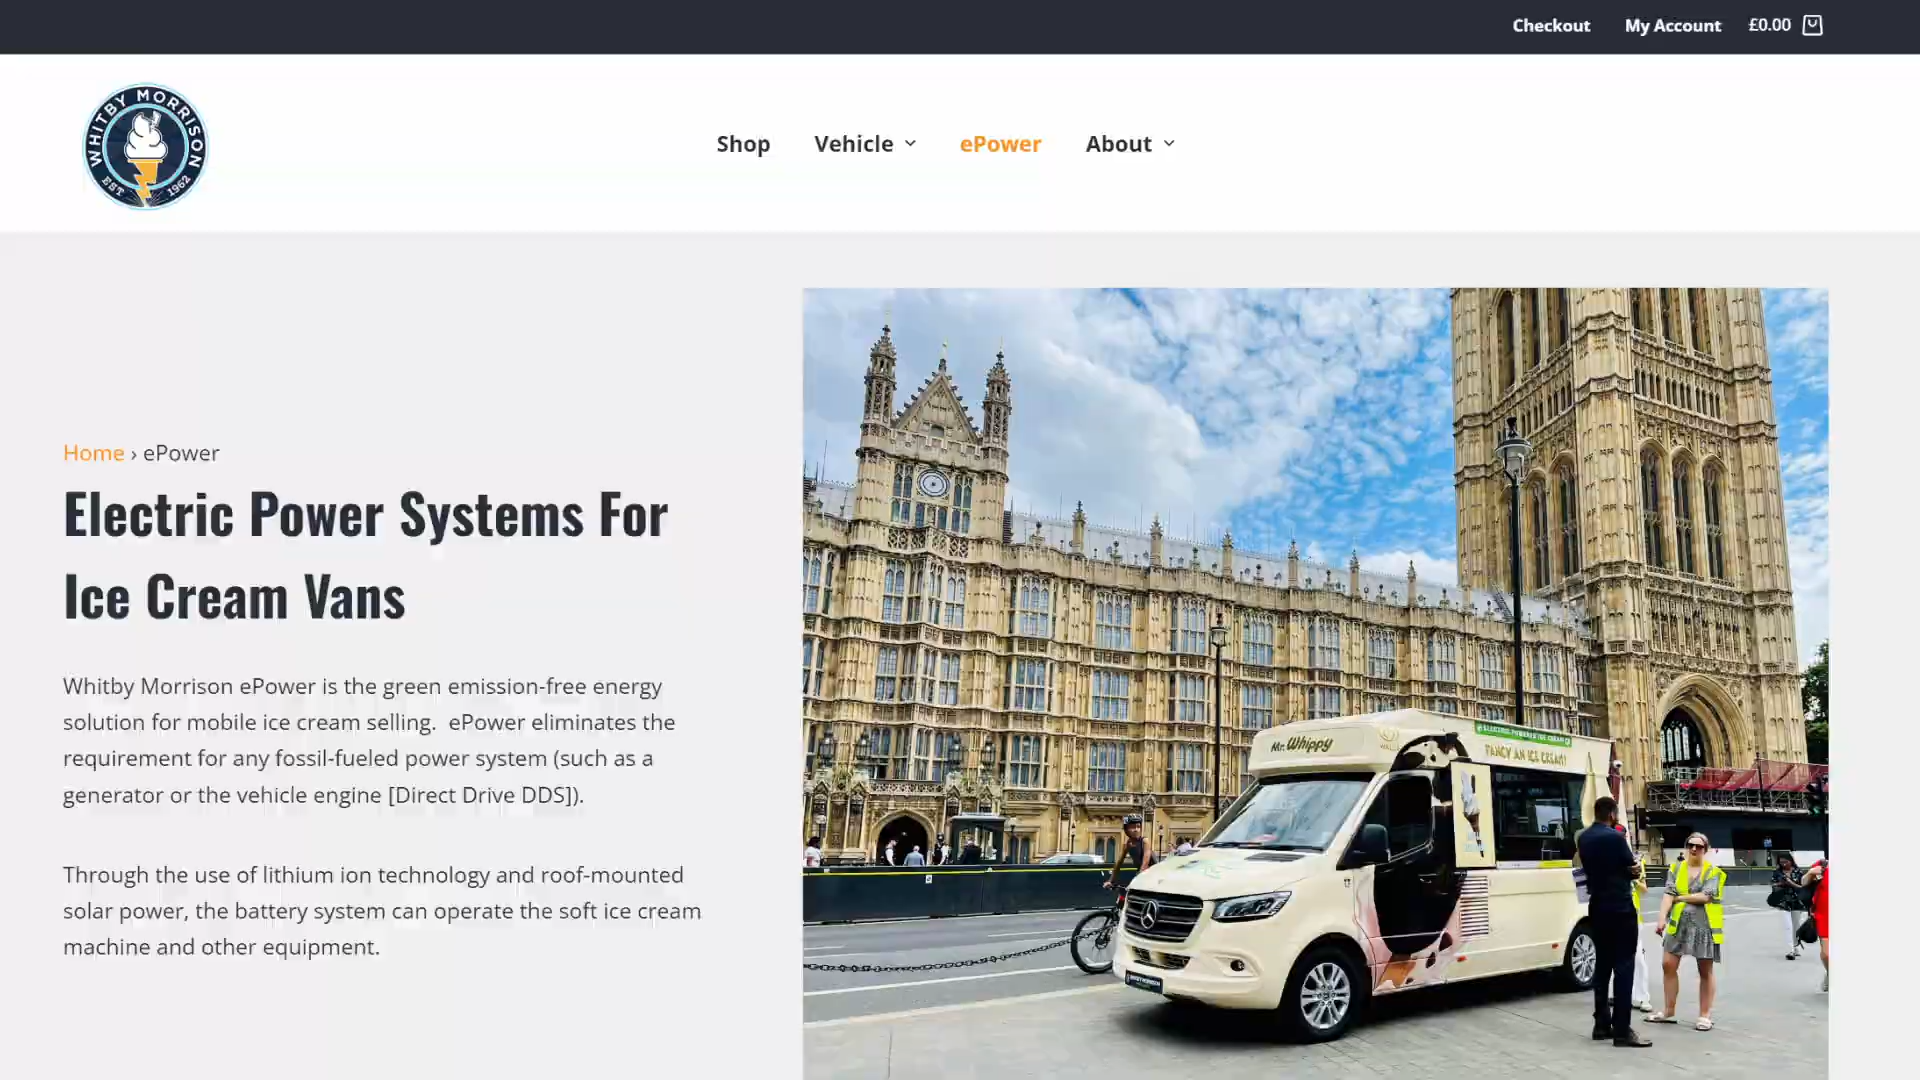 Checkout My Account £0.00
WHITBY MORRISON
EST 1962
Shop Vehicle ePower About
Home › ePower
Electric Power Systems For
Ice Cream Vans
Whitby Morrison ePower is the green emission-free energy
solution for mobile ice cream selling. ePower eliminates the
requirement for any fossil-fueled power system (such as a
generator or the vehicle engine [Direct Drive DDS]).
Through the use of lithium ion technology and roof-mounted
solar power, the battery system can operate the soft ice cream
machine and other equipment.
Mr. Whippy
ELECTRIC POWERED ICE CREAM
FANCY AN ICE CREAM?